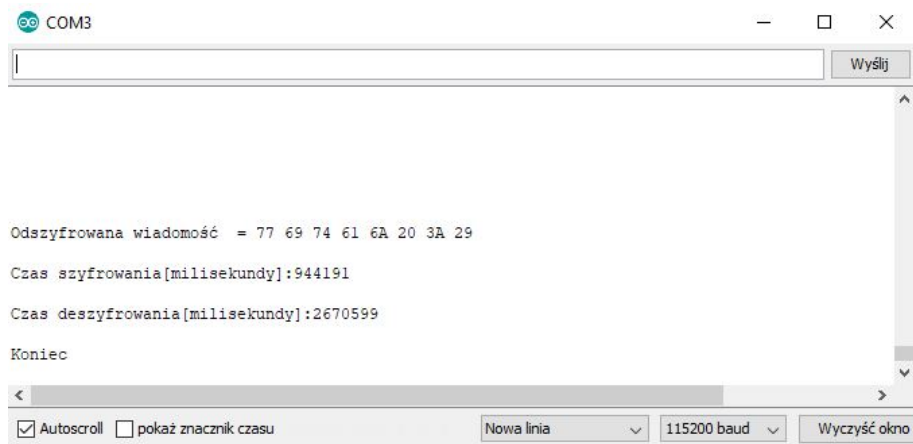 COM3
Wyślij
Odszyfrowana wiadomość = 77 69 74 61 6A 20 3A 29
Czas szyfrowania[milisekundy]:944191
Czas deszyfrowania[milisekundy]:2670599
Koniec
Autoscroll pokaż znacznik czasu Nowa linia 115200 baud Wyczyść okno